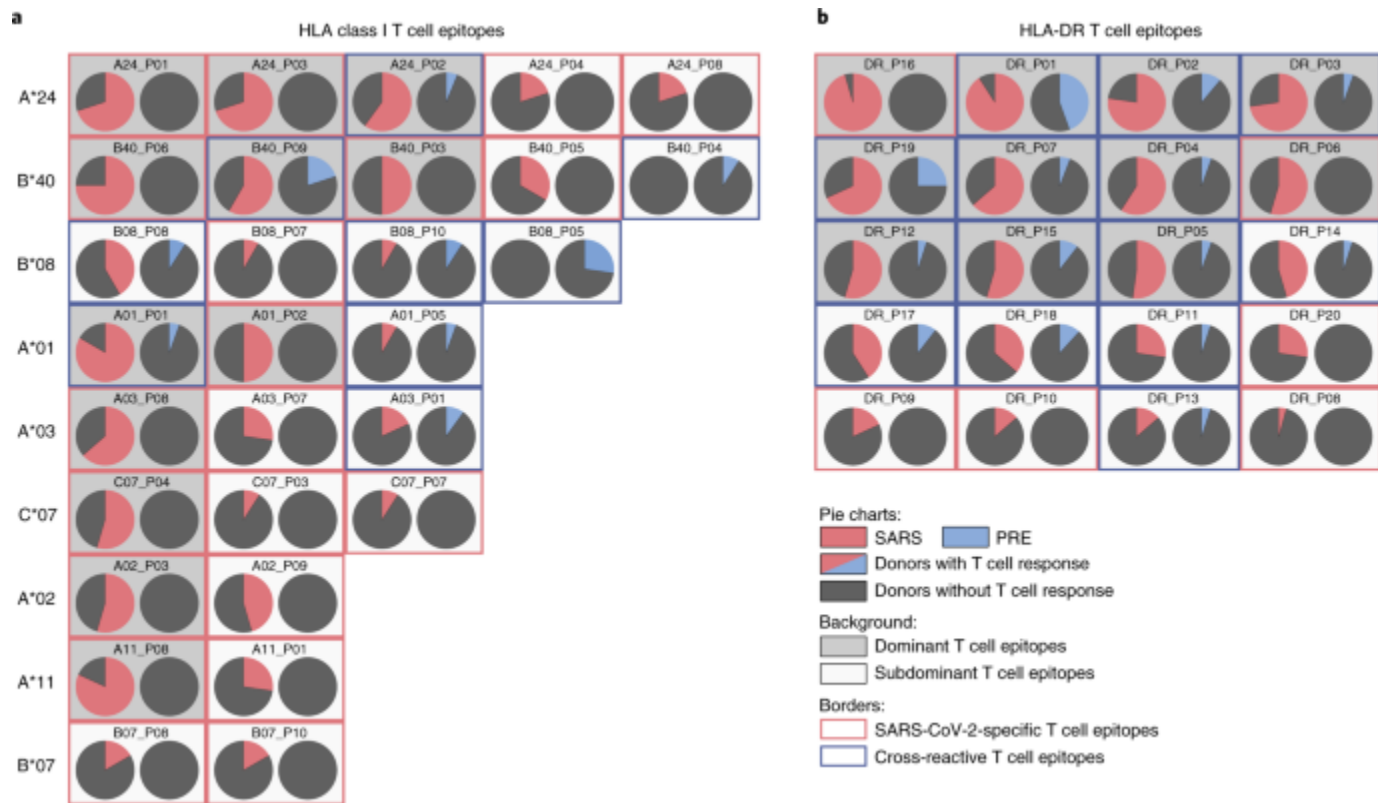 a
HLA class I T cell epitopes
A*24
A24_P01
A24_P03
A24_P02
A24_P04
A24_P08
B*40
B40_P06
B40_P09
B40_P03
B40_P05
B40_P04
B*08
B08_P08
B08_P07
B08_P10
B08_P05
A*01
A01_P01
A01_P02
A01_P05
A*03
A03_P08
A03_P07
A03_P01
C*07
C07_P04
C07_P03
C07_P07
A*02
A02_P03
A02_P09
A*11
A11_P08
A11_P01
B*07
B07_P08
B07_P10
b
HLA-DR T cell epitopes
DR_P16
DR_P01
DR_P02
DR_P03
DR_P19
DR_P07
DR_P04
DR_P06
DR_P12
DR_P15
DR_P05
DR_P14
DR_P17
DR_P18
DR_P11
DR_P20
DR_P09
DR_P10
DR_P13
DR_P08
Pie charts:
SARS
PRE
Donors with T cell response
Donors without T cell response
Background:
Dominant T cell epitopes
Subdominant T cell epitopes
Borders:
SARS-CoV-2-specific T cell epitopes
Cross-reactive T cell epitopes